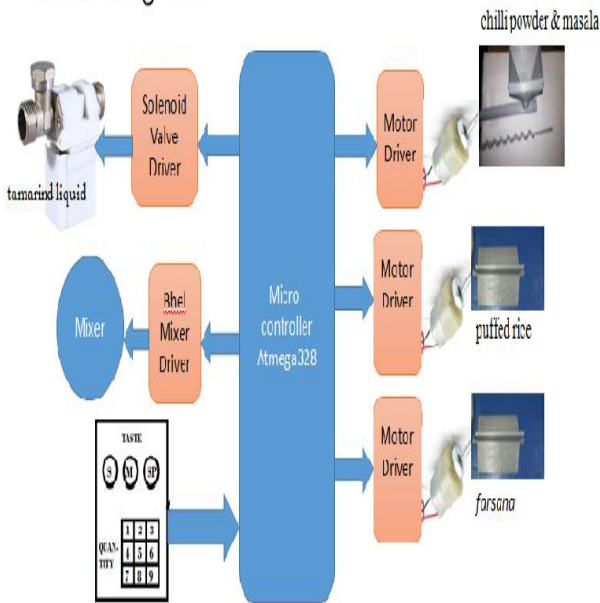 chilli powder & masala
Solenoid
Valve
Driver
Motor
Driver
tamarind liquid
Mixer
Bhel
Mixer
Driver
Micro
controller
Atmega328
Motor
Driver
puffed rice
TASTE
S M SP
QUAN-
TITY
1 2 3
4 5 6
7 8 9
Motor
Driver
farsana